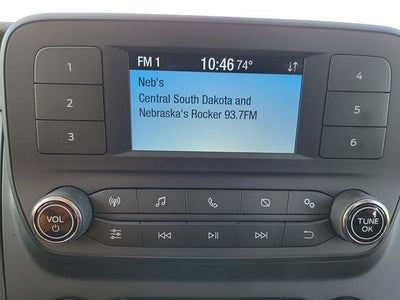 FM 1 10:46 74°
Neb's
Central South Dakota and
Nebraska's Rocker 93.7FM
1
2
3
4
5
6
VOL
TUNE
OK